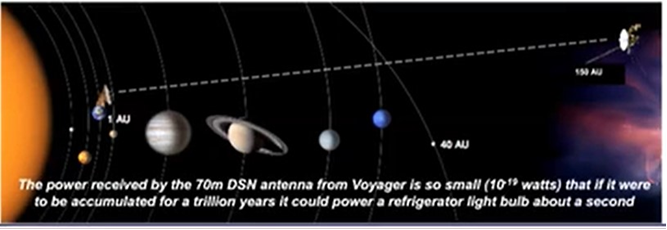 150 AU
1 AU
40 AU
The power received by the 70m DSN antenna from Voyager is so small (10⁻¹⁹ watts) that if it were
to be accumulated for a trillion years it could power a refrigerator light bulb about a second